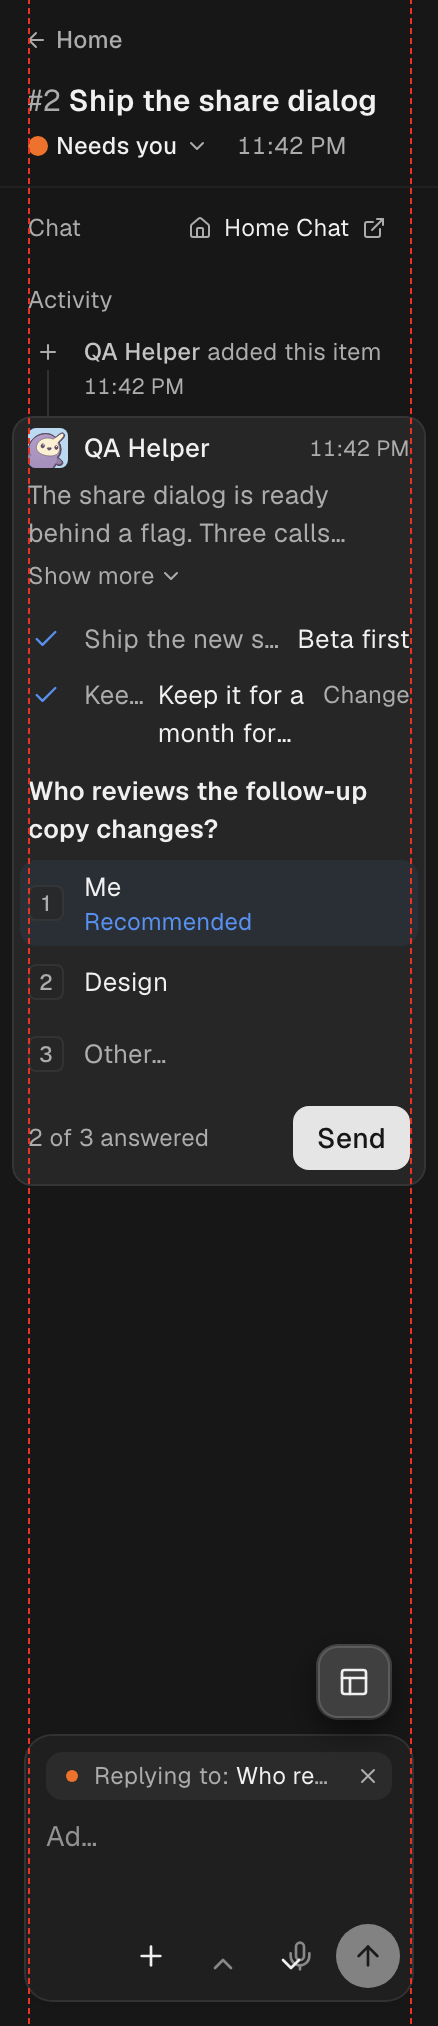 Home
#2 Ship the share dialog
Needs you 11:42 PM
Chat Home Chat
Activity
QA Helper added this item
11:42 PM
QA Helper 11:42 PM
The share dialog is ready
behind a flag. Three calls...
Show more
Ship the new s... Beta first
Kee... Keep it for a Change
month for...
Who reviews the follow-up
copy changes?
1 Me
Recommended
2 Design
3 Other...
2 of 3 answered Send
Replying to: Who re...
Ad...